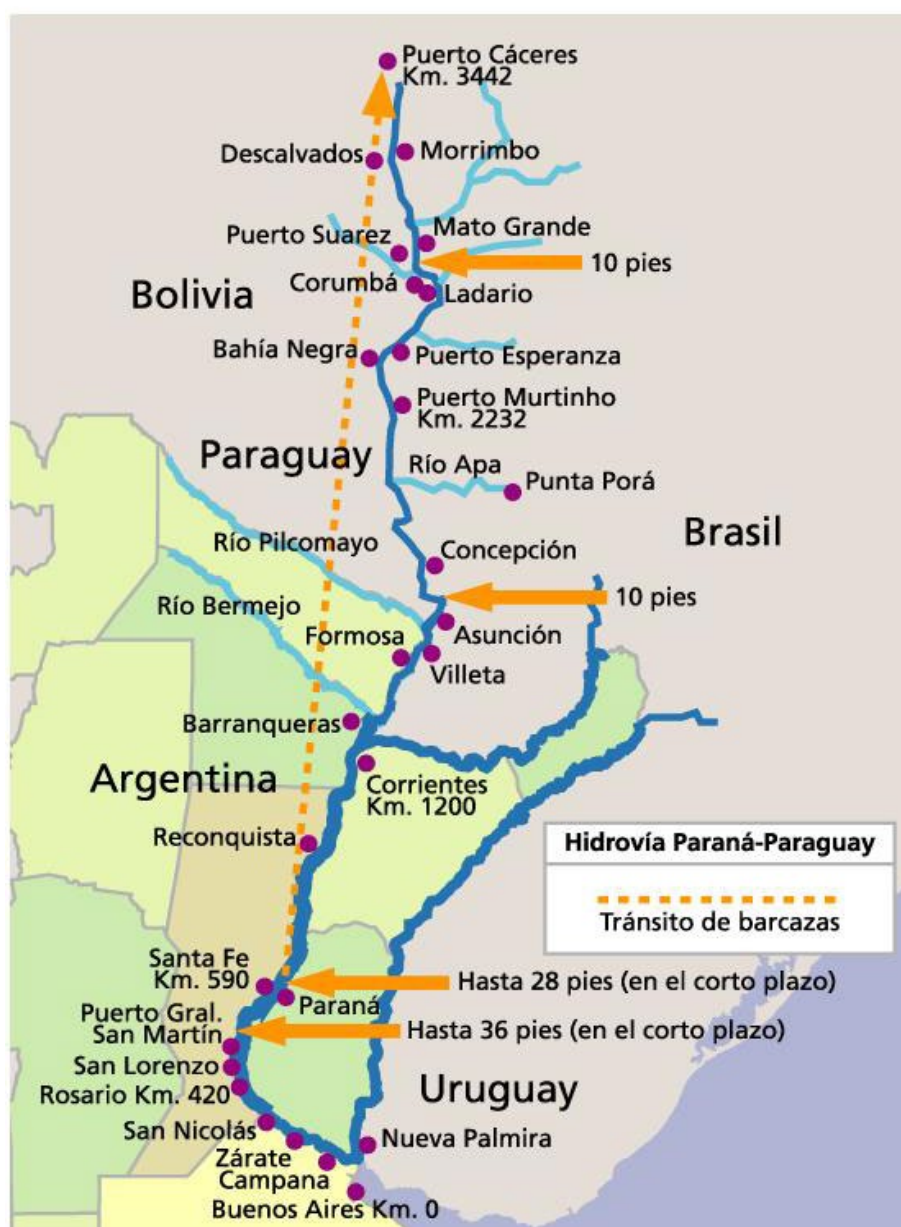 Puerto Cáceres
Km. 3442
Descalvados
Morrimbo
Puerto Suarez
Mato Grande
10 pies
Corumbá
Ladario
Bolivia
Bahía Negra
Puerto Esperanza
Puerto Murtinho
Km. 2232
Paraguay
Río Apa
Punta Porá
Brasil
Río Pilcomayo
Concepción
Río Bermejo
10 pies
Formosa
Asunción
Villeta
Barranqueras
Argentina
Corrientes
Km. 1200
Reconquista
Hidrovía Paraná-Paraguay
Tránsito de barcazas
Santa Fe
Km. 590
Hasta 28 pies (en el corto plazo)
Paraná
Puerto Gral.
San Martín
Hasta 36 pies (en el corto plazo)
San Lorenzo
Rosario Km. 420
Uruguay
San Nicolás
Nueva Palmira
Zárate
Campana
Buenos Aires Km. 0